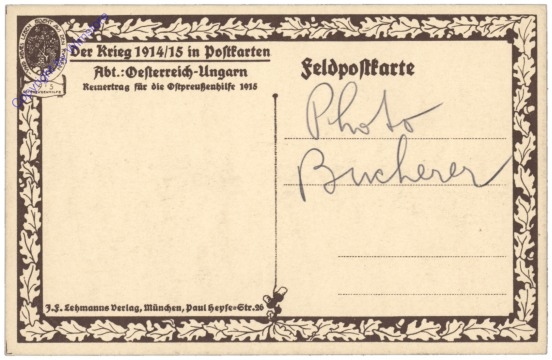 Der Krieg 1914/15 in Postkarten
Abt.: Oesterreich-Ungarn
Reinertrag für die Ostpreußenhilfe 1915
Feldpostkarte
Photo
Bucherer
J. F. Lehmanns Verlag, München, Paul Heyse-Str. 26